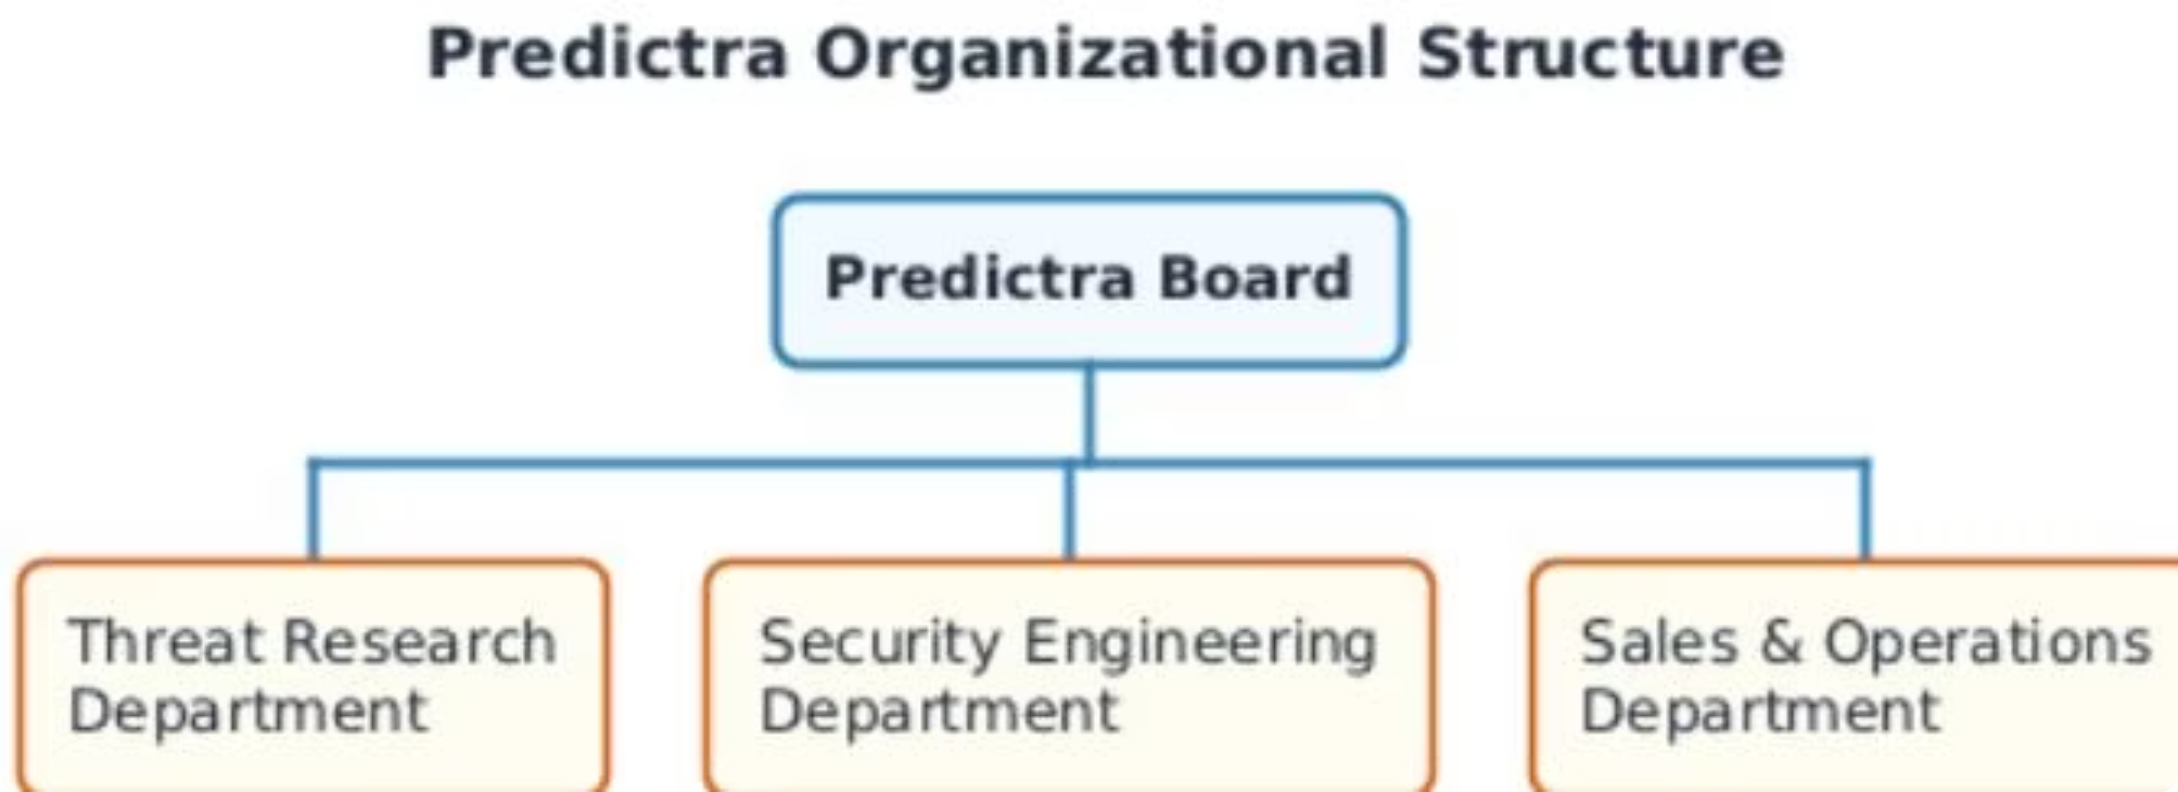 Predictra Organizational Structure
Predictra Board
Threat Research
Department
Security Engineering
Department
Sales & Operations
Department